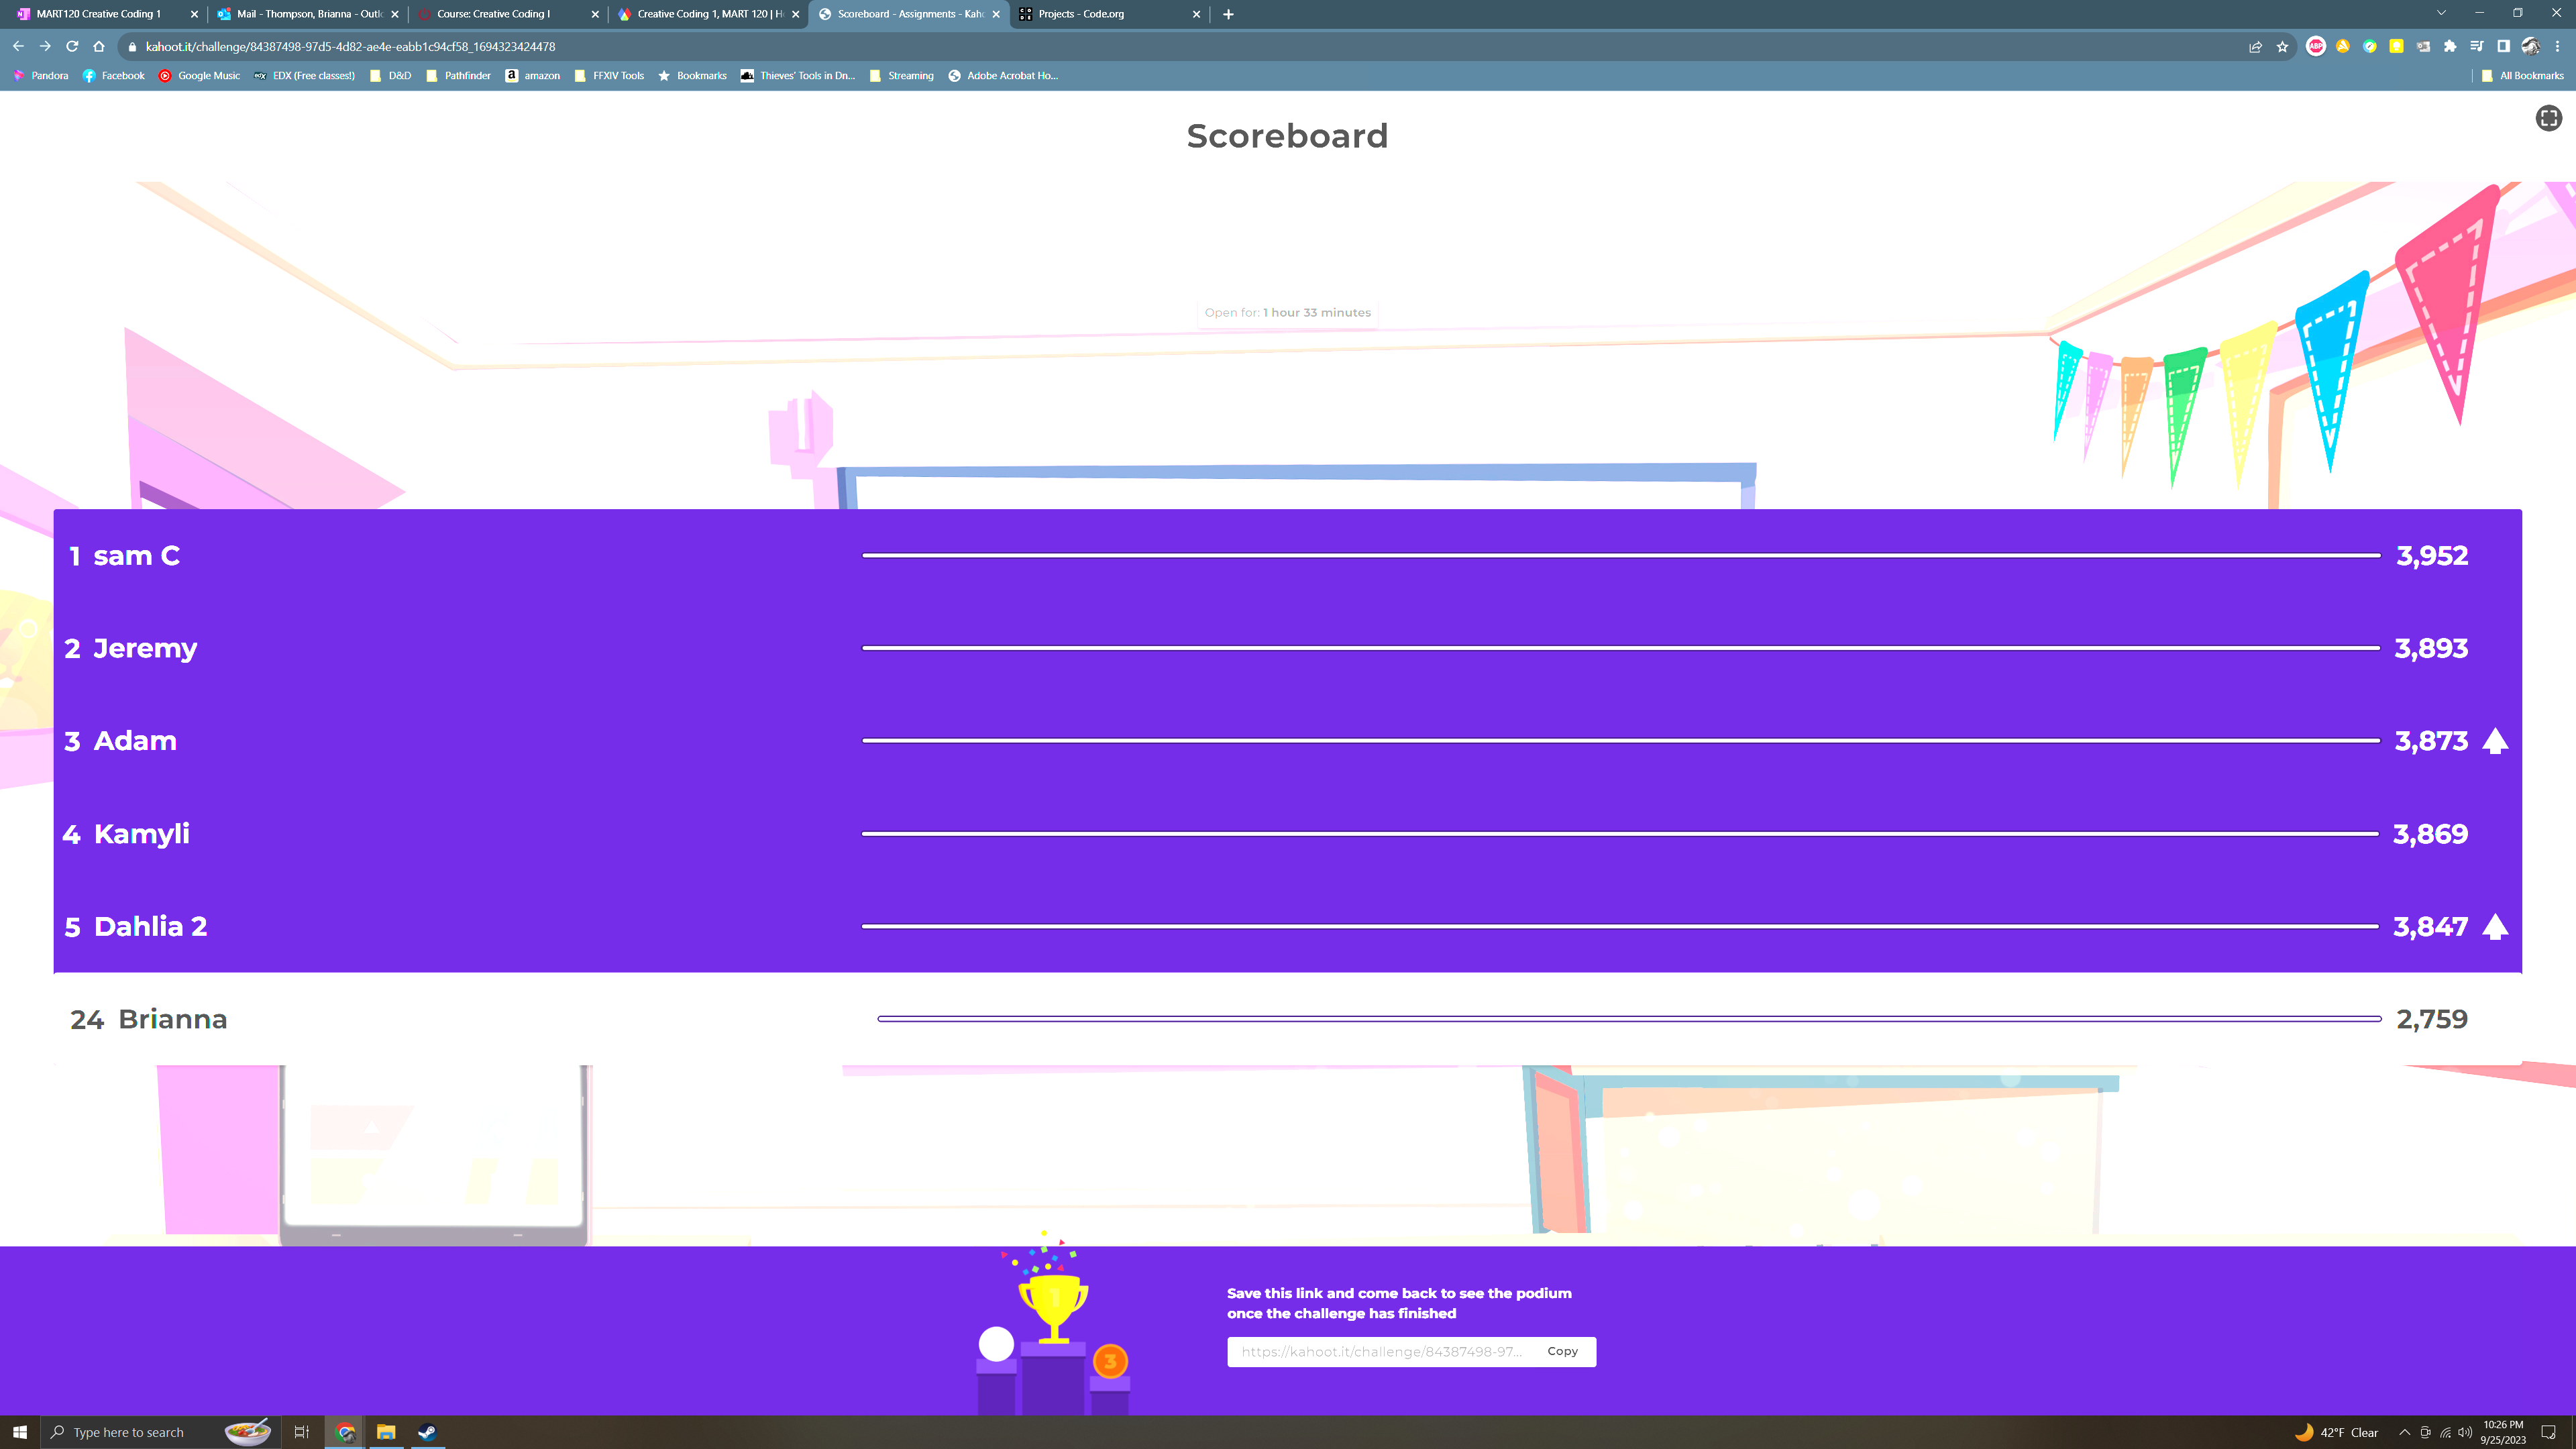 MART120 Creative Coding 1
Mail - Thompson, Brianna - Outl
Course: Creative Coding I
Creative Coding 1, MART 120 | H
Scoreboard - Assignments - Kaho
Projects - Code.org
kahoot.it/challenge/84387498-97d5-4d82-ae4e-eabb1c94cf58_1694323424478
ABP
Pandora
Facebook
Google Music
edX EDX (Free classes!)
D&D
Pathfinder
a amazon
FFXIV Tools
Bookmarks
Thieves' Tools in Dn...
Streaming
Adobe Acrobat Ho...
All Bookmarks
Scoreboard
Open for: 1 hour 33 minutes
1 sam C 3,952
2 Jeremy 3,893
3 Adam 3,873
4 Kamyli 3,869
5 Dahlia 2 3,847
24 Brianna 2,759
1
3
Save this link and come back to see the podium
once the challenge has finished
https://kahoot.it/challenge/84387498-97... Copy
Type here to search
42°F Clear
10:26 PM
9/25/2023